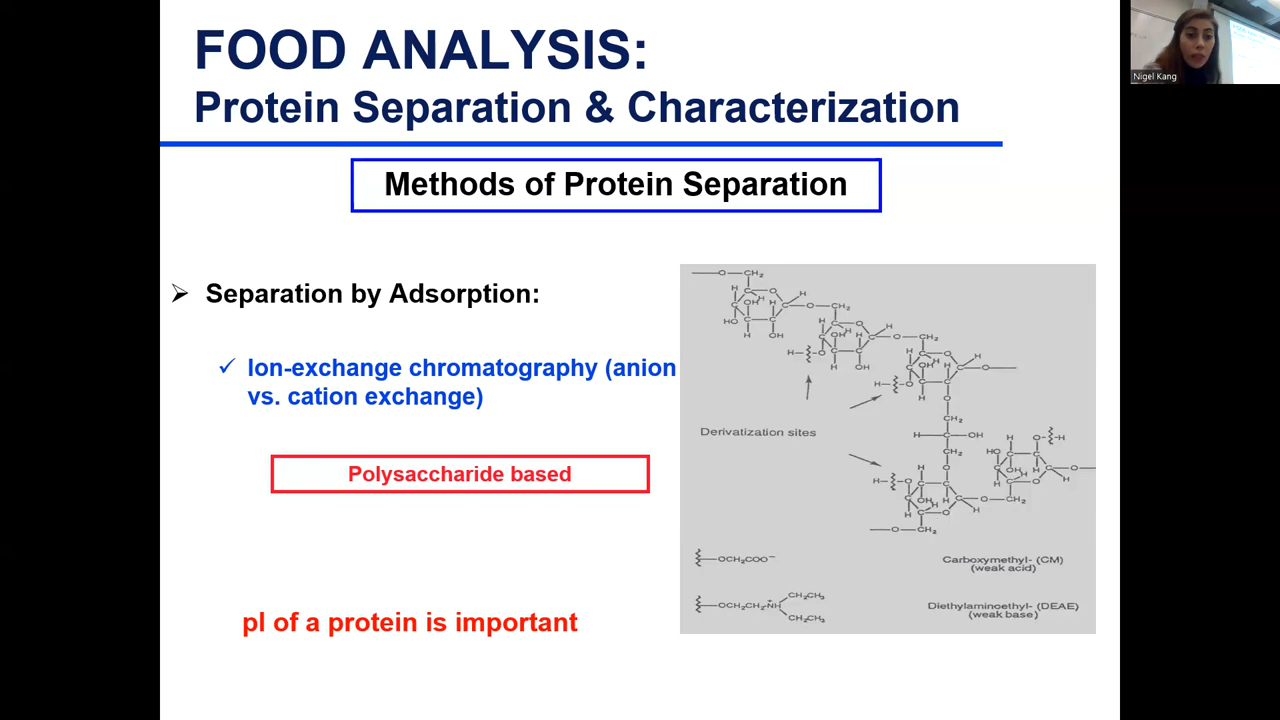 FOOD ANALYSIS:
Protein Separation & Characterization
Nigel Kang
Methods of Protein Separation
Separation by Adsorption:
Ion-exchange chromatography (anion
vs. cation exchange)
Polysaccharide based
pI of a protein is important
Derivatization sites
OCH₂COO⁻
Carboxymethyl- (CM)
(weak acid)
OCH₂CH₂NH⁺
CH₂CH₃
CH₂CH₃
Diethylaminoethyl- (DEAE)
(weak base)